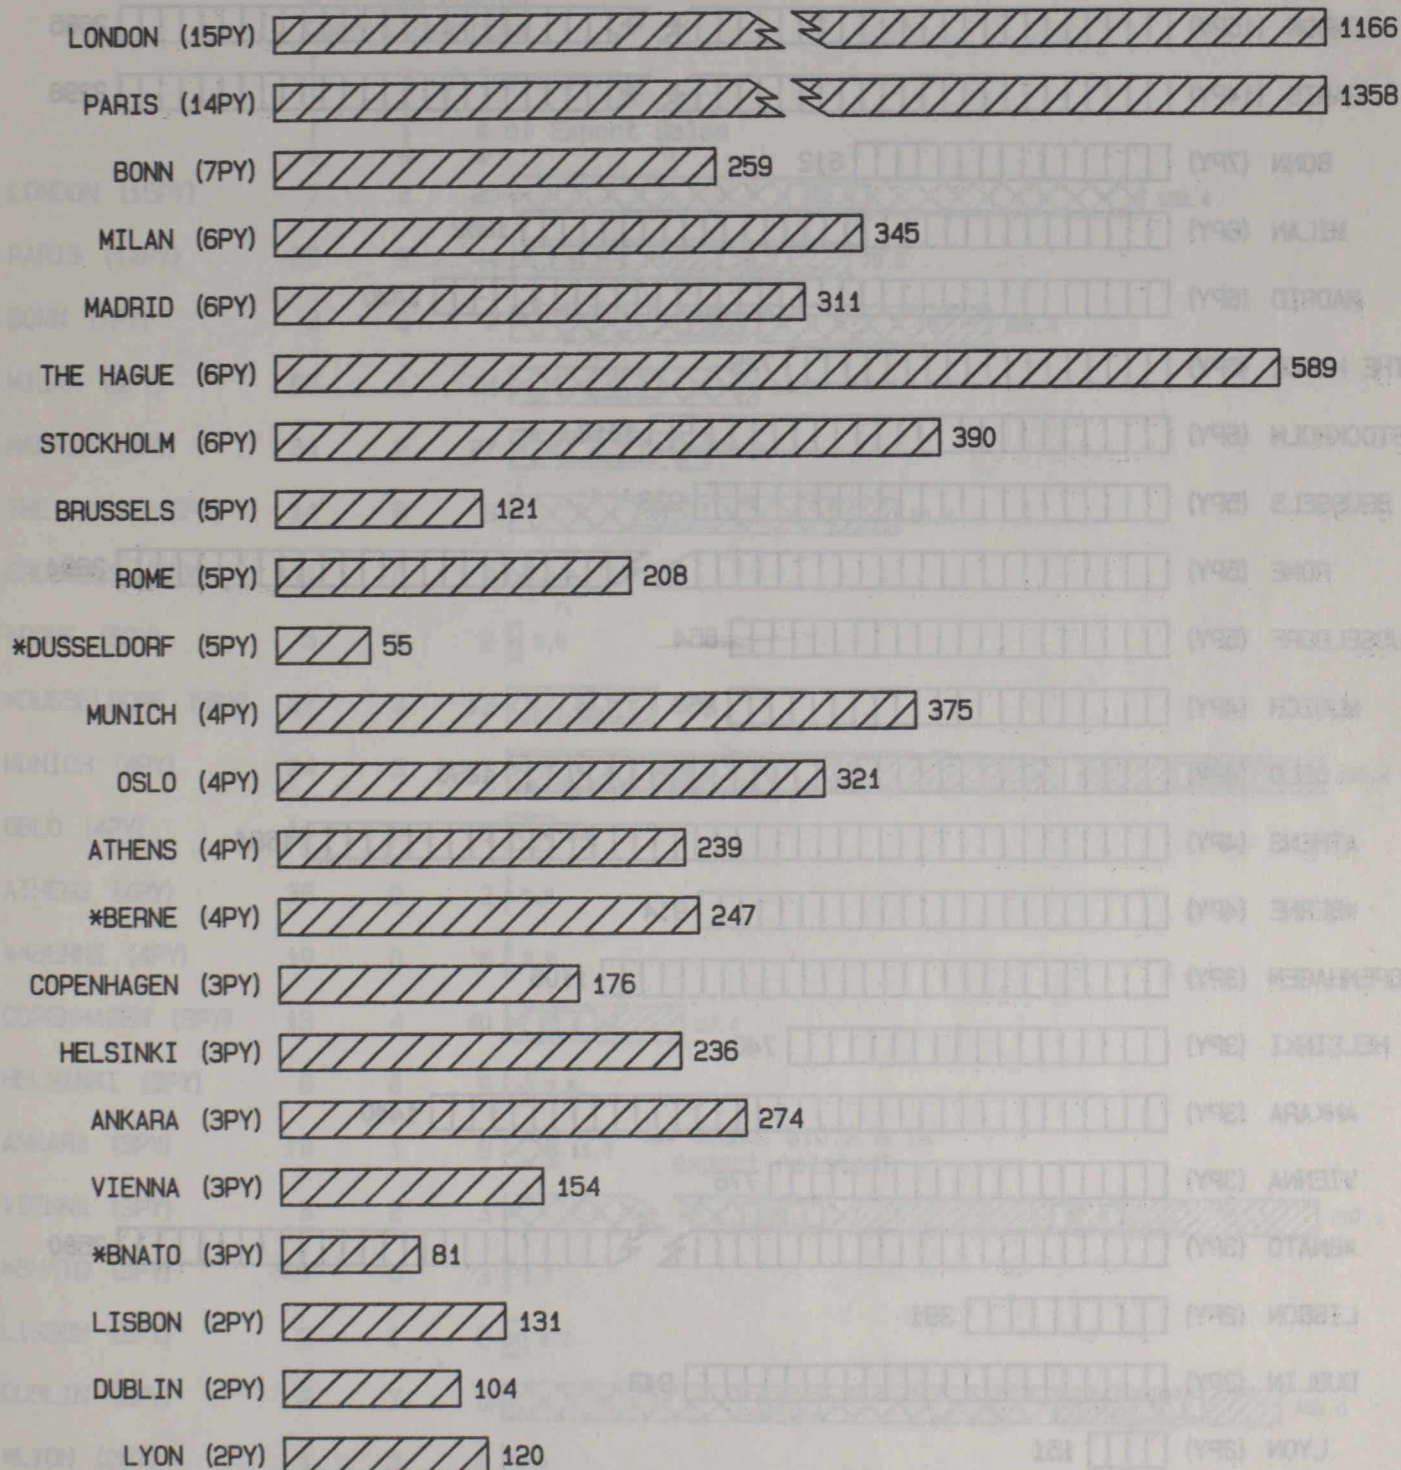 LONDON (15PY) 1166
PARIS (14PY) 1358
BONN (7PY) 259
MILAN (6PY) 345
MADRID (6PY) 311
THE HAGUE (6PY) 589
STOCKHOLM (6PY) 390
BRUSSELS (5PY) 121
ROME (5PY) 208
*DUSSELDORF (5PY) 55
MUNICH (4PY) 375
OSLO (4PY) 321
ATHENS (4PY) 239
*BERNE (4PY) 247
COPENHAGEN (3PY) 176
HELSINKI (3PY) 236
ANKARA (3PY) 274
VIENNA (3PY) 154
*BNATO (3PY) 81
LISBON (2PY) 131
DUBLIN (2PY) 104
LYON (2PY) 120